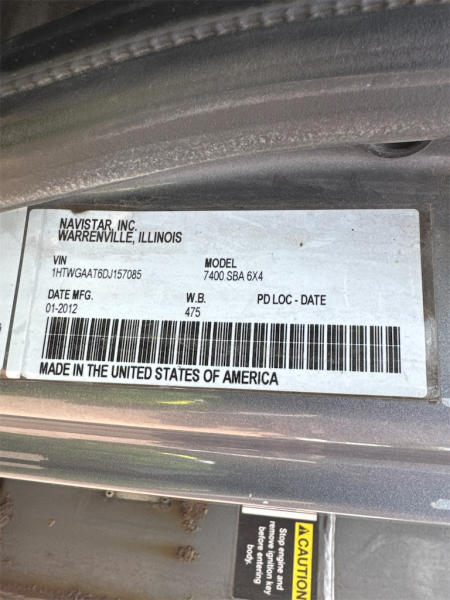 NAVISTAR, INC.
WARRENVILLE, ILLINOIS
VIN MODEL
1HTWGAAT6DJ157085 7400 SBA 6X4
DATE MFG. W.B. PD LOC - DATE
01-2012 475
MADE IN THE UNITED STATES OF AMERICA
CAUTION
Stop engine and
remove ignition key
before entering
body.